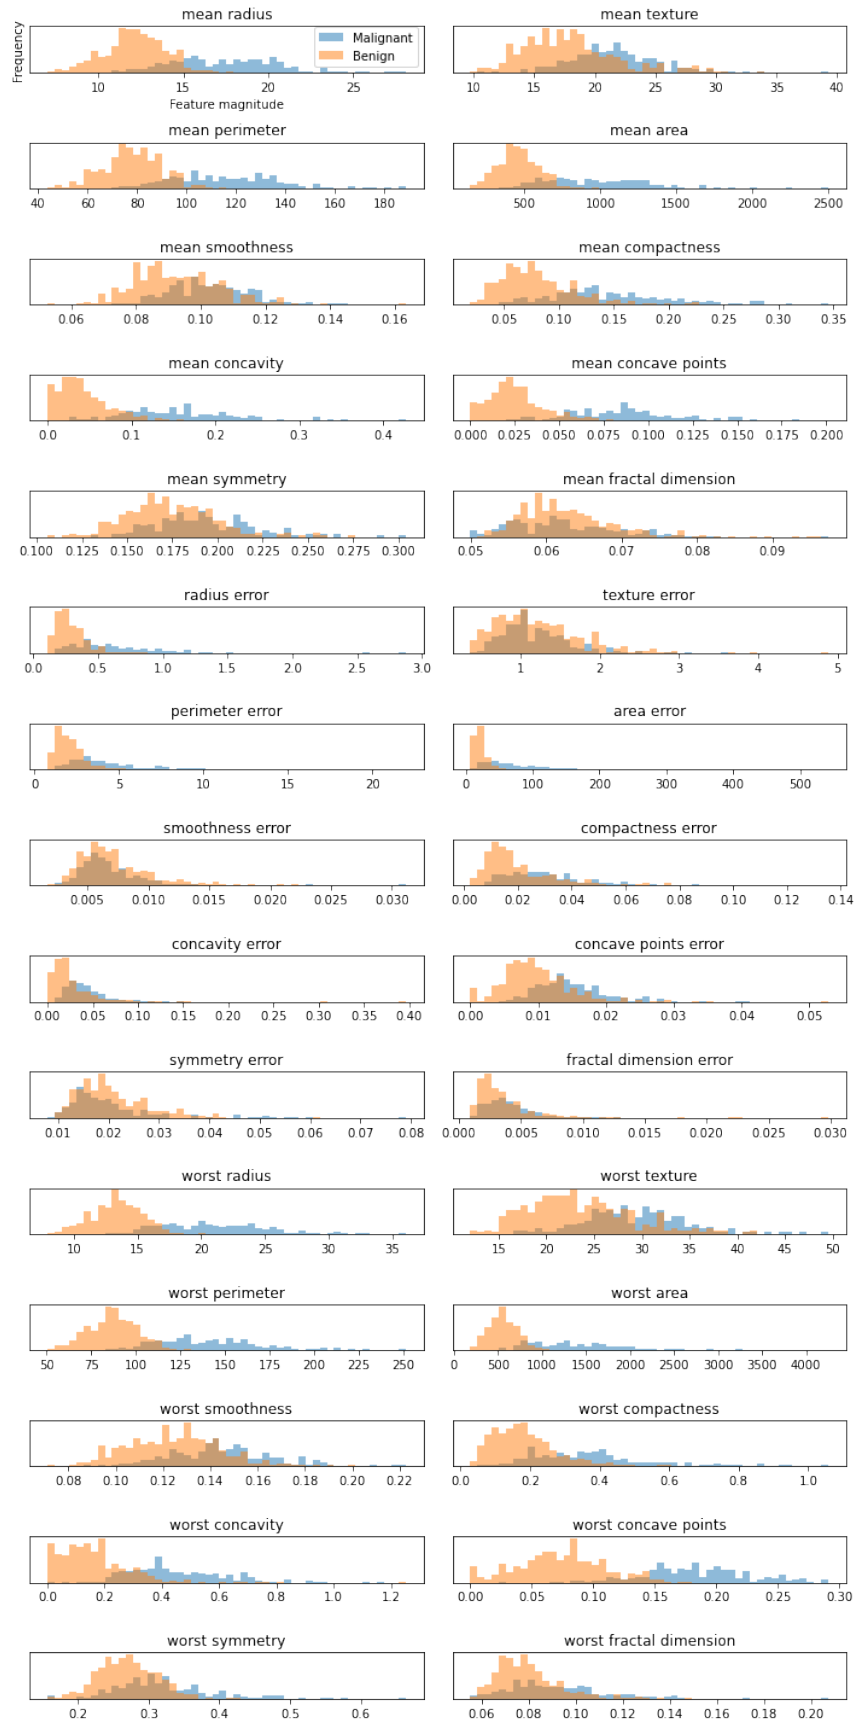 mean radius
mean texture
Frequency
Malignant
Benign
10 15 20 25
10 15 20 25 30 35 40
Feature magnitude
mean perimeter
mean area
40 60 80 100 120 140 160 180
500 1000 1500 2000 2500
mean smoothness
mean compactness
0.06 0.08 0.10 0.12 0.14 0.16
0.05 0.10 0.15 0.20 0.25 0.30 0.35
mean concavity
mean concave points
0.0 0.1 0.2 0.3 0.4
0.000 0.025 0.050 0.075 0.100 0.125 0.150 0.175 0.200
mean symmetry
mean fractal dimension
0.100 0.125 0.150 0.175 0.200 0.225 0.250 0.275 0.300
0.05 0.06 0.07 0.08 0.09
radius error
texture error
0.0 0.5 1.0 1.5 2.0 2.5 3.0
1 2 3 4 5
perimeter error
area error
0 5 10 15 20
0 100 200 300 400 500
smoothness error
compactness error
0.005 0.010 0.015 0.020 0.025 0.030
0.00 0.02 0.04 0.06 0.08 0.10 0.12 0.14
concavity error
concave points error
0.00 0.05 0.10 0.15 0.20 0.25 0.30 0.35 0.40
0.00 0.01 0.02 0.03 0.04 0.05
symmetry error
fractal dimension error
0.01 0.02 0.03 0.04 0.05 0.06 0.07 0.08
0.000 0.005 0.010 0.015 0.020 0.025 0.030
worst radius
worst texture
10 15 20 25 30 35
15 20 25 30 35 40 45 50
worst perimeter
worst area
50 75 100 125 150 175 200 225 250
0 500 1000 1500 2000 2500 3000 3500 4000
worst smoothness
worst compactness
0.08 0.10 0.12 0.14 0.16 0.18 0.20 0.22
0.0 0.2 0.4 0.6 0.8 1.0
worst concavity
worst concave points
0.0 0.2 0.4 0.6 0.8 1.0 1.2
0.00 0.05 0.10 0.15 0.20 0.25 0.30
worst symmetry
worst fractal dimension
0.2 0.3 0.4 0.5 0.6
0.06 0.08 0.10 0.12 0.14 0.16 0.18 0.20